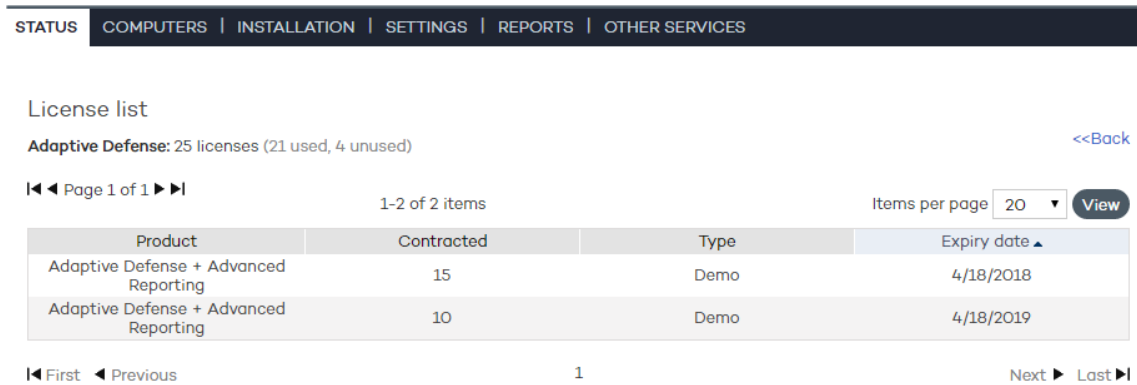 STATUS COMPUTERS | INSTALLATION | SETTINGS | REPORTS | OTHER SERVICES
License list
Adaptive Defense: 25 licenses (21 used, 4 unused) <<Back
Page 1 of 1
1-2 of 2 items Items per page 20 View
Product Contracted Type Expiry date
Adaptive Defense + Advanced
Reporting 15 Demo 4/18/2018
Adaptive Defense + Advanced
Reporting 10 Demo 4/18/2019
First Previous 1 Next Last